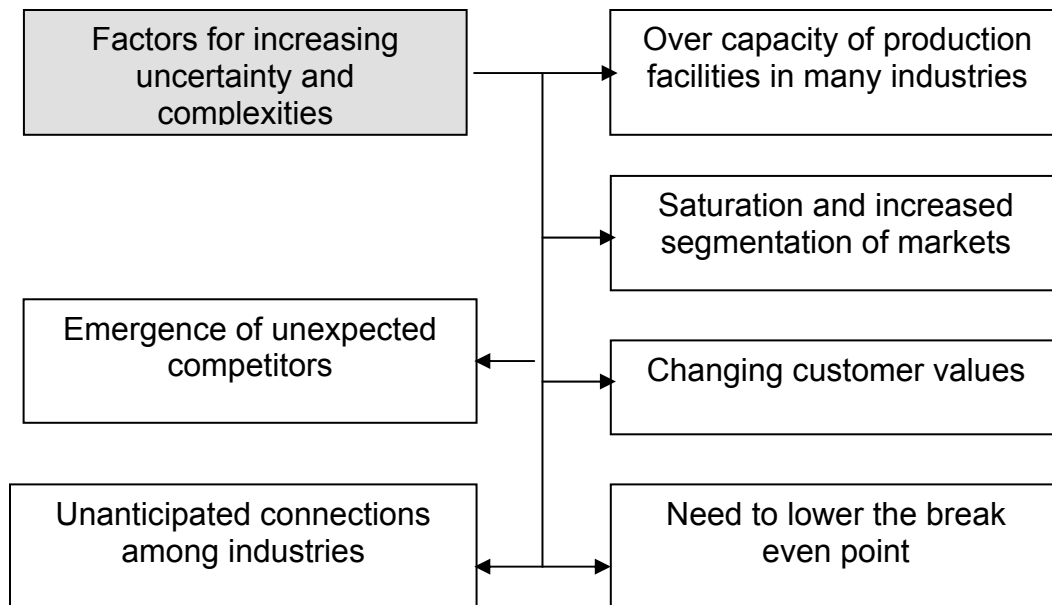 Factors for increasing
uncertainty and
complexities
Over capacity of production
facilities in many industries
Saturation and increased
segmentation of markets
Emergence of unexpected
competitors
Changing customer values
Unanticipated connections
among industries
Need to lower the break
even point